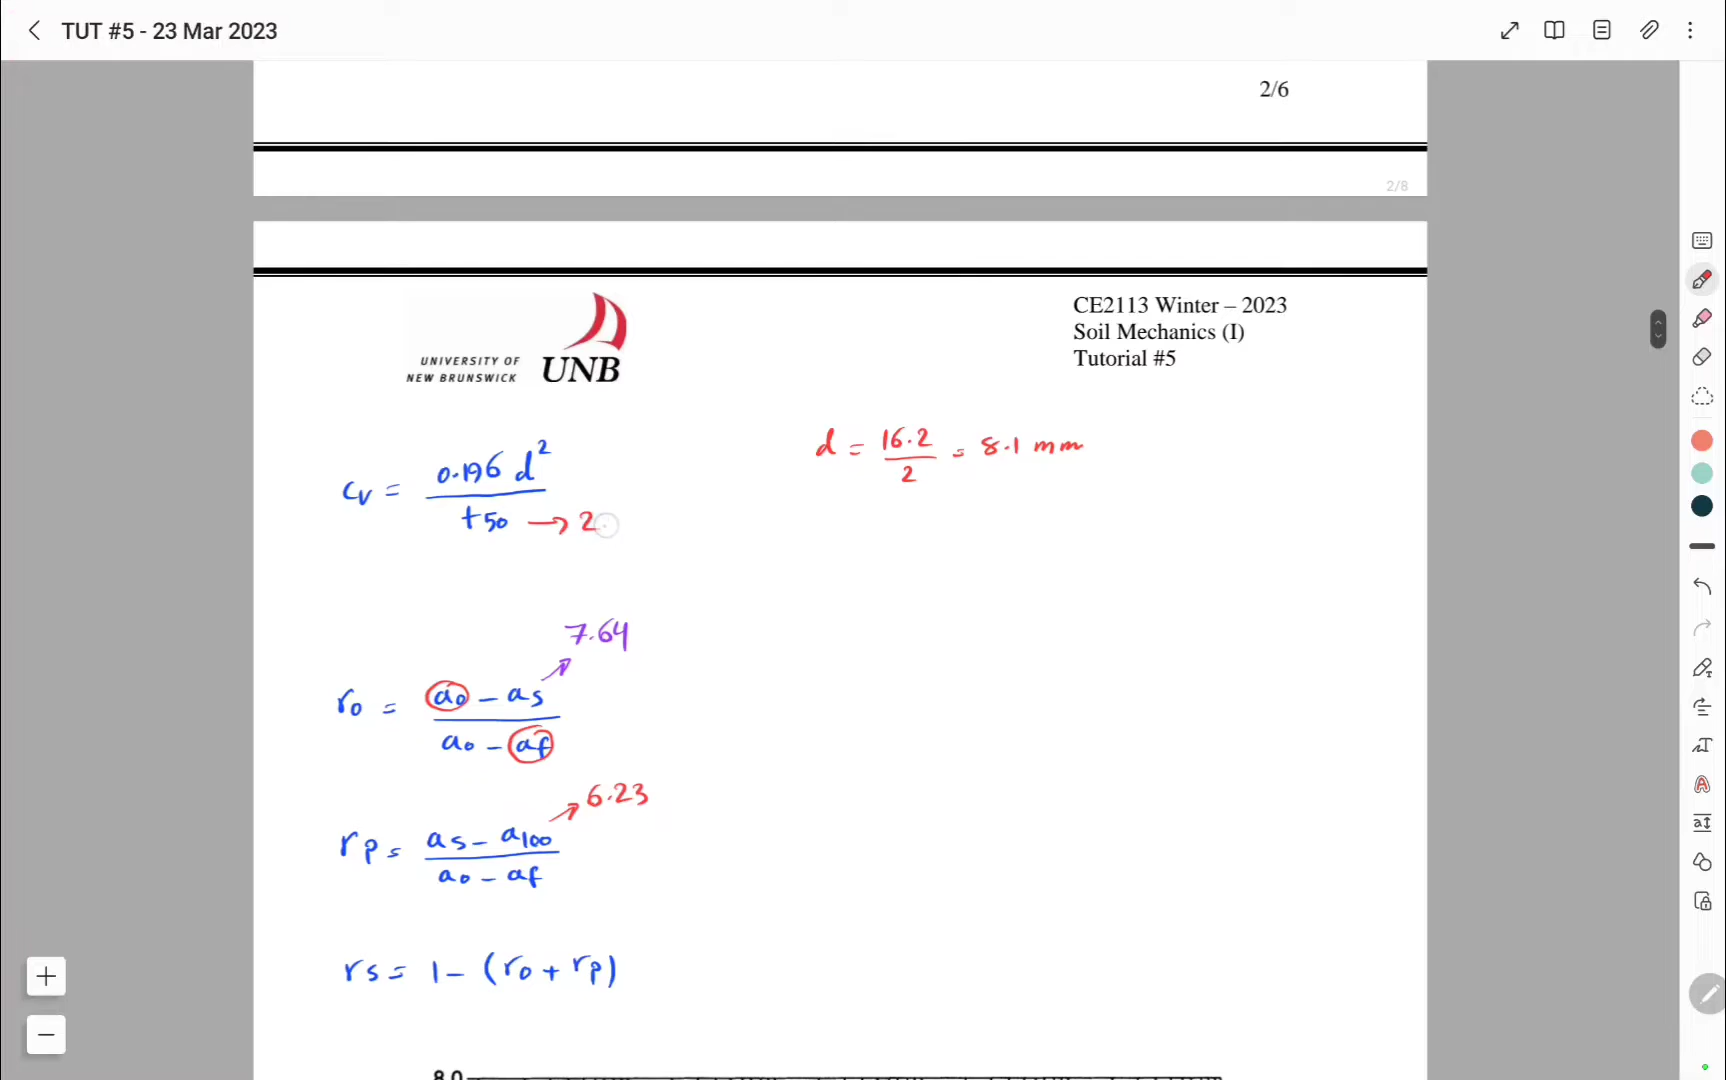 TUT #5 - 23 Mar 2023
2/6
2/8
UNIVERSITY OF
NEW BRUNSWICK
UNB
CE2113 Winter – 2023
Soil Mechanics (I)
Tutorial #5
d = 16.2 / 2 = 8.1 mm
cv = 0.196 d² / t50 → 2.
7.64
ro = ao - as / ao - af
6.23
rp = as - a100 / ao - af
rs = 1 - (ro + rp)
8.0